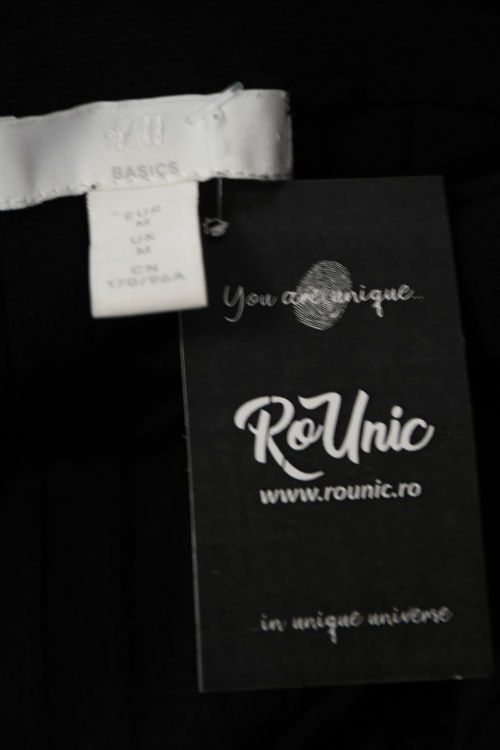 H&M
BASICS
EUR
M
UK
M
CN
170/96A
You are unique...
RoUnic
www.rounic.ro
...in unique universe